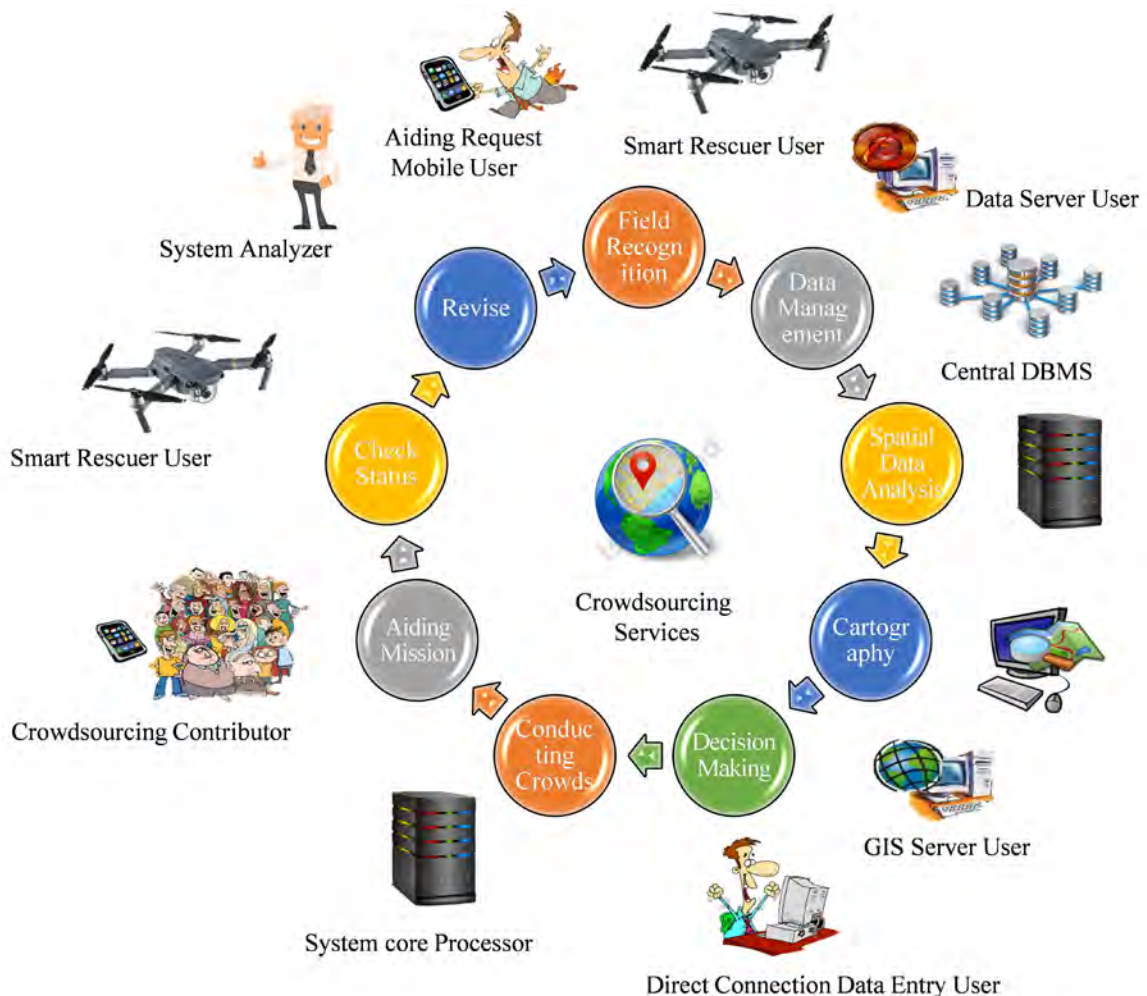 Aiding Request
Mobile User
Smart Rescuer User
Data Server User
System Analyzer
Field
Recogn
ition
Revise
Data
Manag
ement
Central DBMS
Smart Rescuer User
Check
Status
Spatial
Data
Analysis
Crowdsourcing
Services
Aiding
Mission
Cartogr
aphy
Crowdsourcing Contributor
Conduc
ting
Crowds
Decision
Making
GIS Server User
System core Processor
Direct Connection Data Entry User